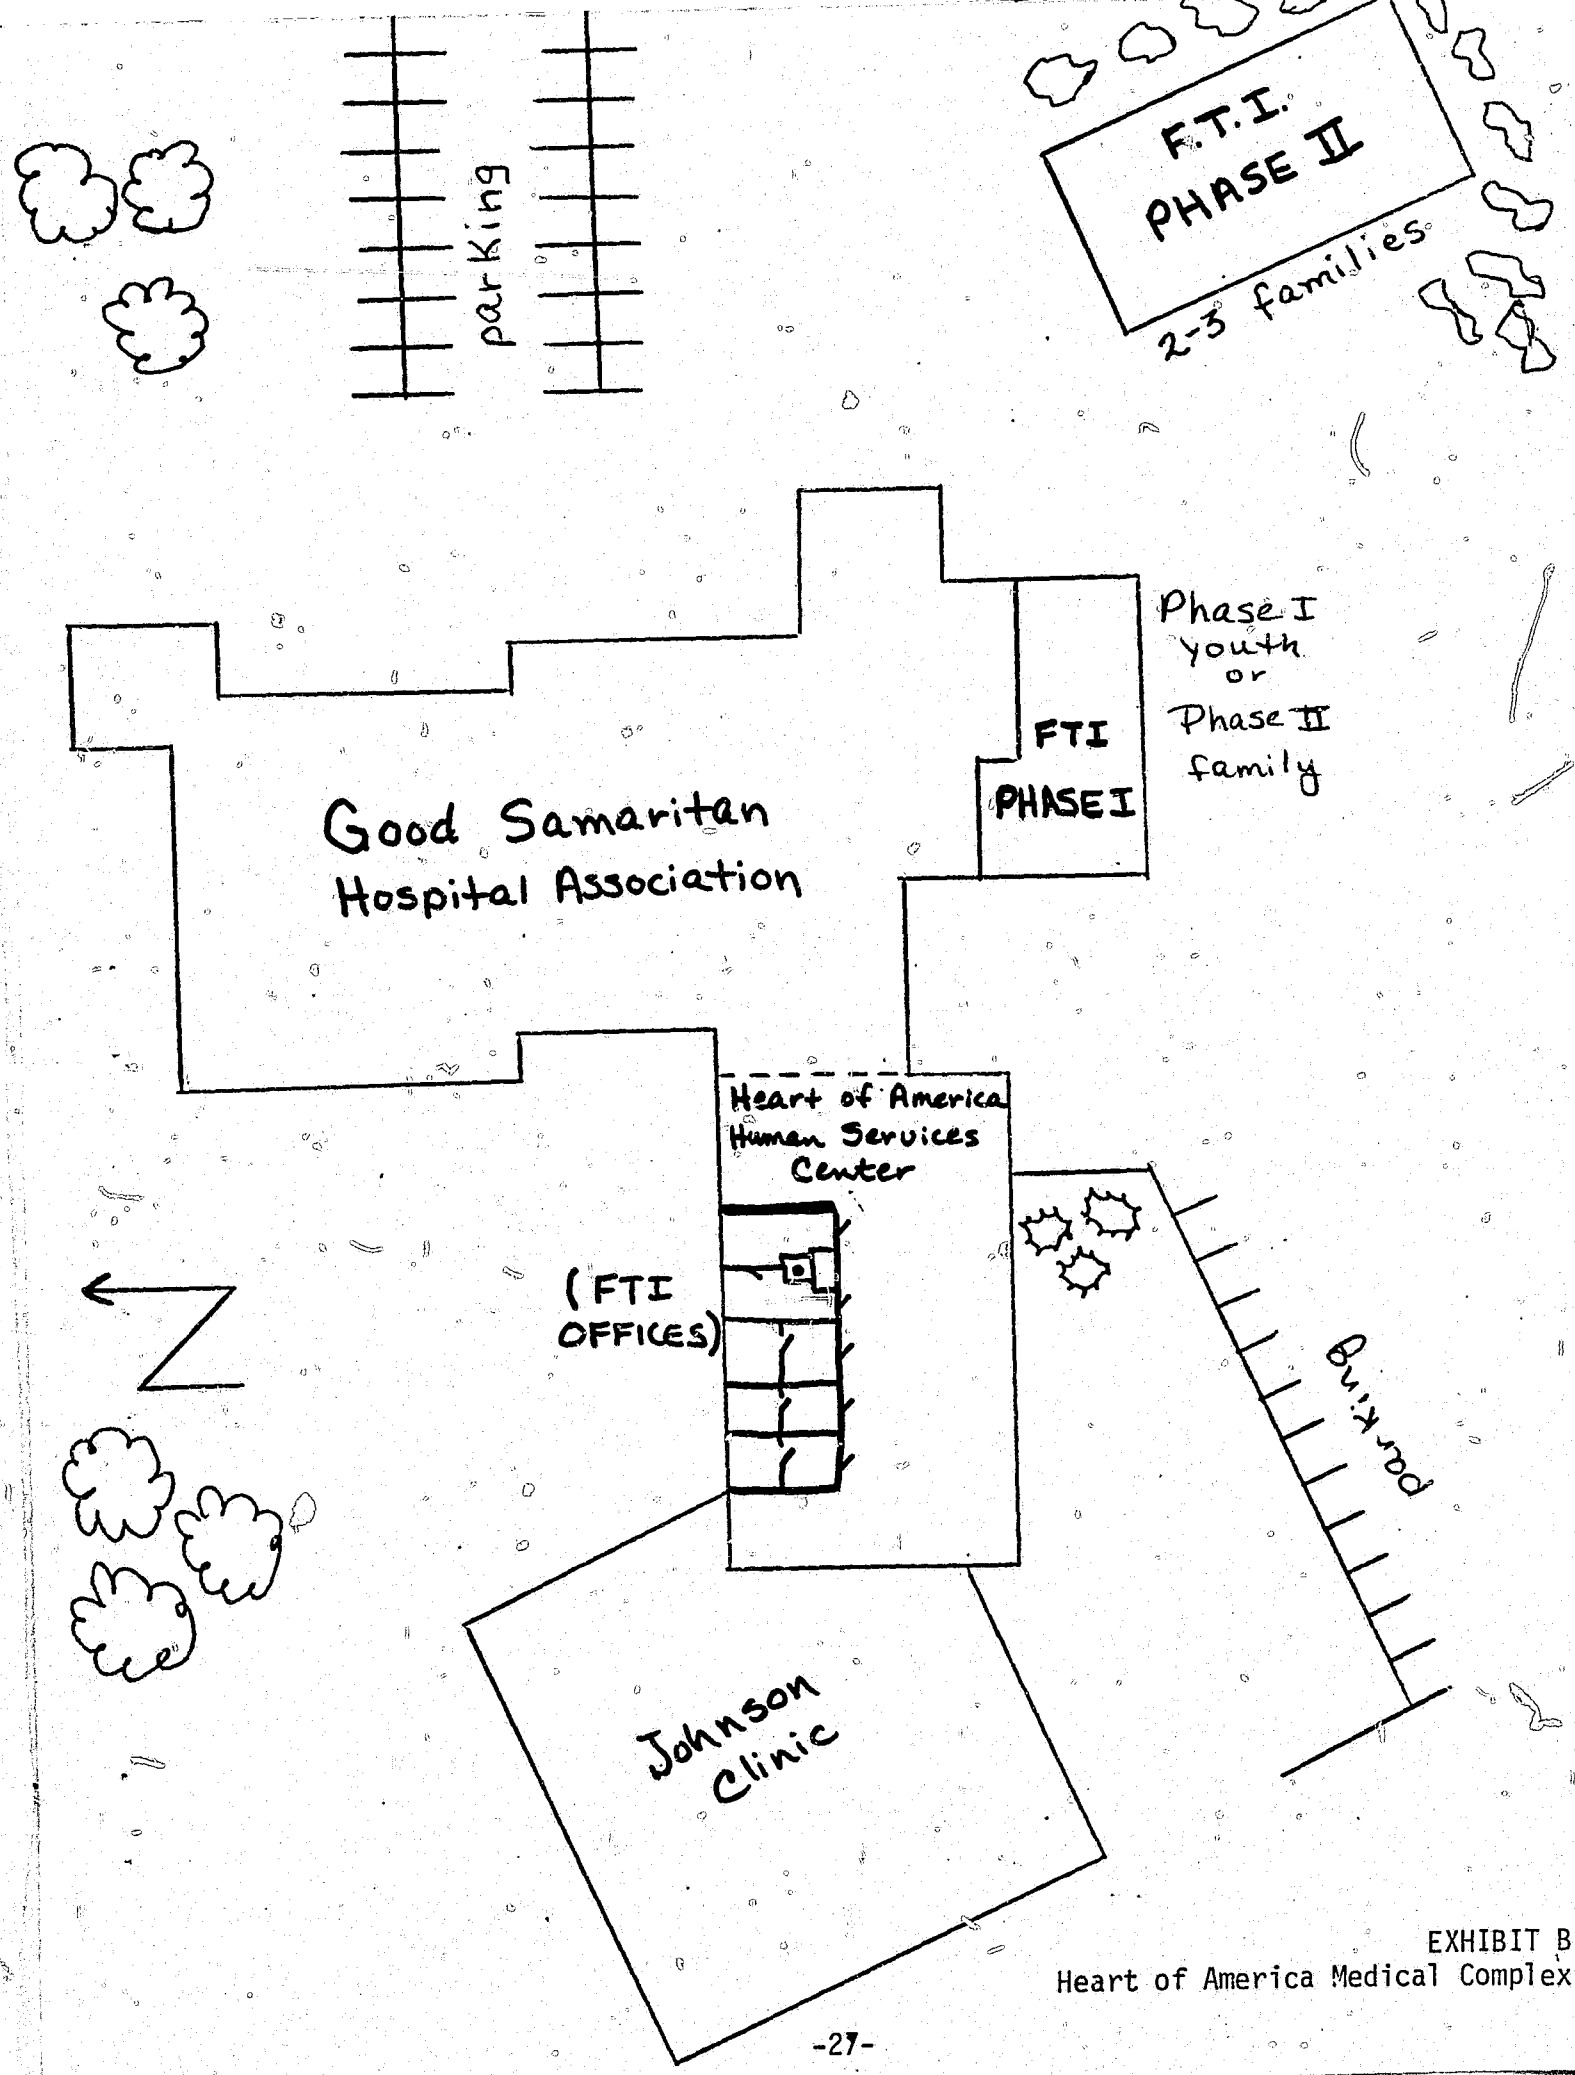 parking
F.T.I.
PHASE II
2-3 families
Phase I
youth
or
Phase II
family
FTI
PHASE I
Good Samaritan
Hospital Association
Heart of America
Human Services
Center
(FTI
OFFICES)
N
parking
Johnson
Clinic
EXHIBIT B
Heart of America Medical Complex
-27-